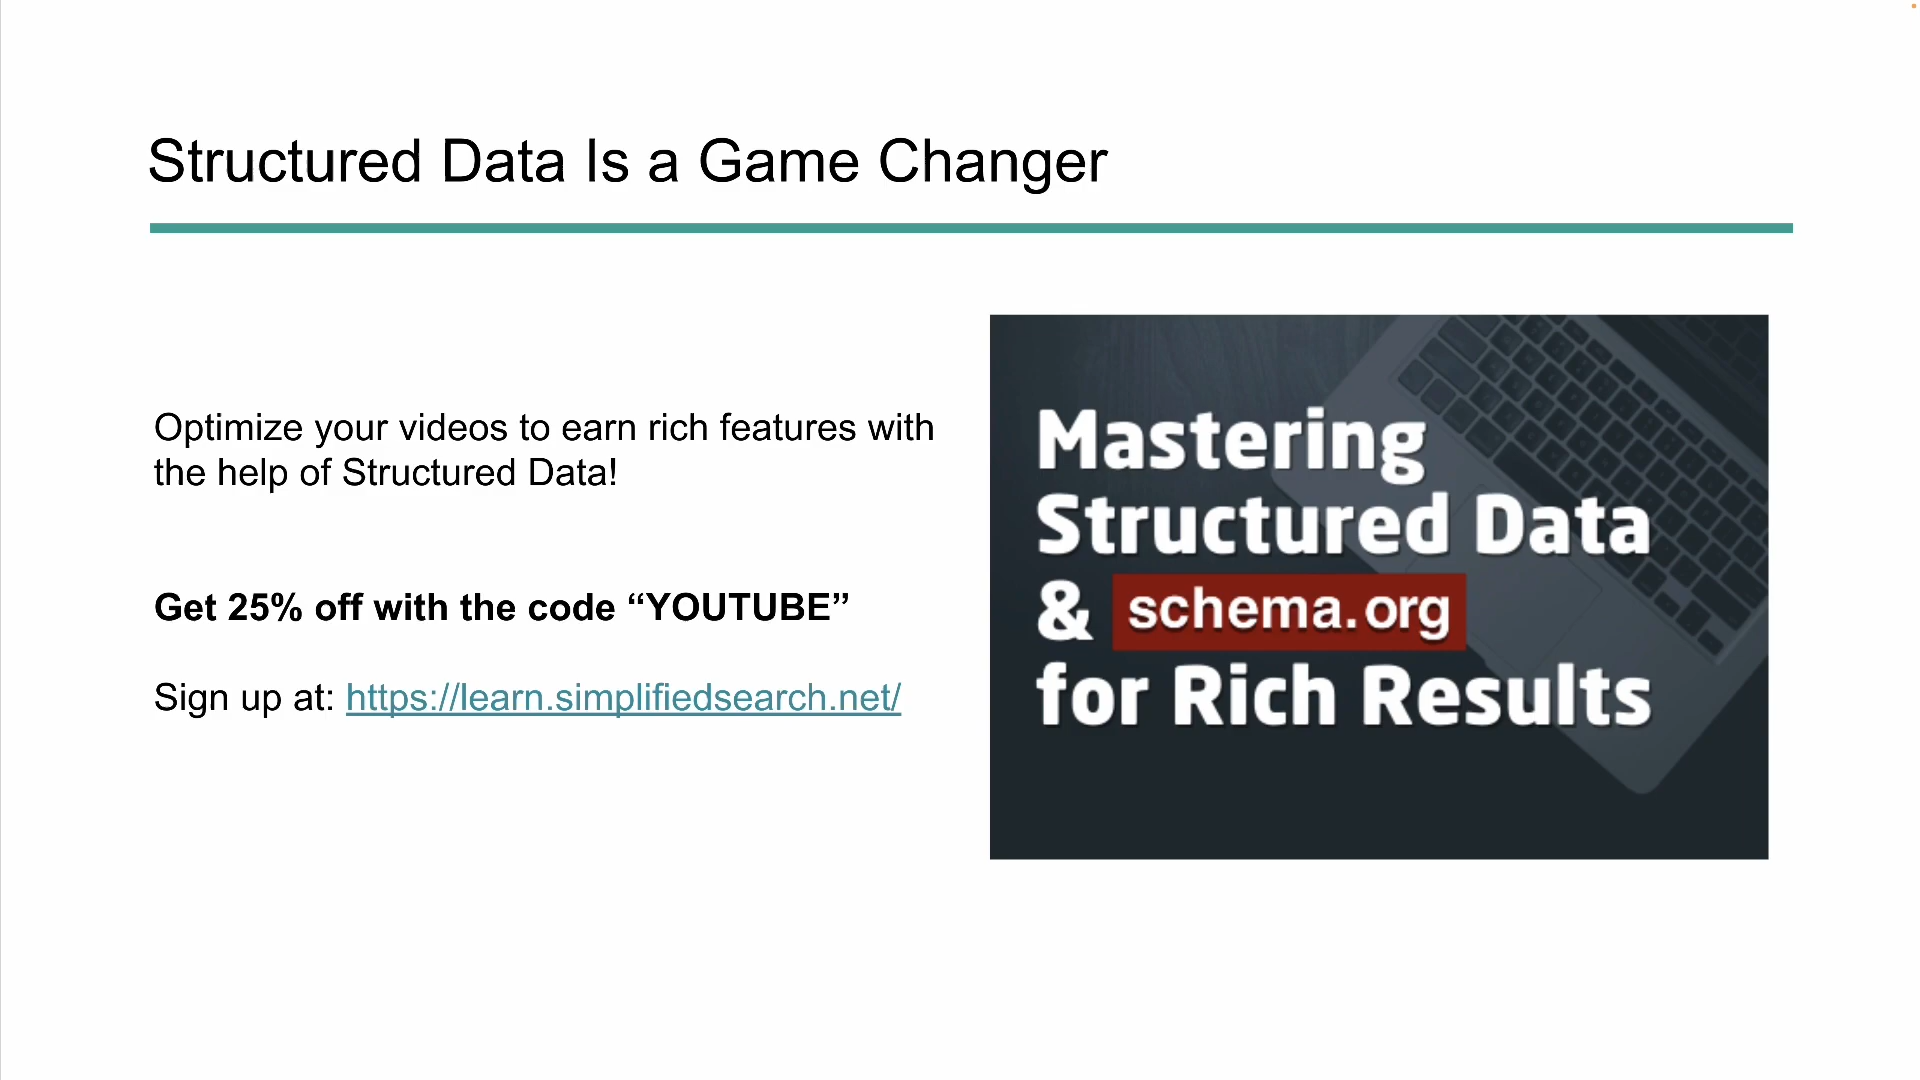 Structured Data Is a Game Changer
Optimize your videos to earn rich features with
the help of Structured Data!
Get 25% off with the code “YOUTUBE”
Sign up at: https://learn.simplifiedsearch.net/
Mastering
Structured Data
& schema.org
for Rich Results